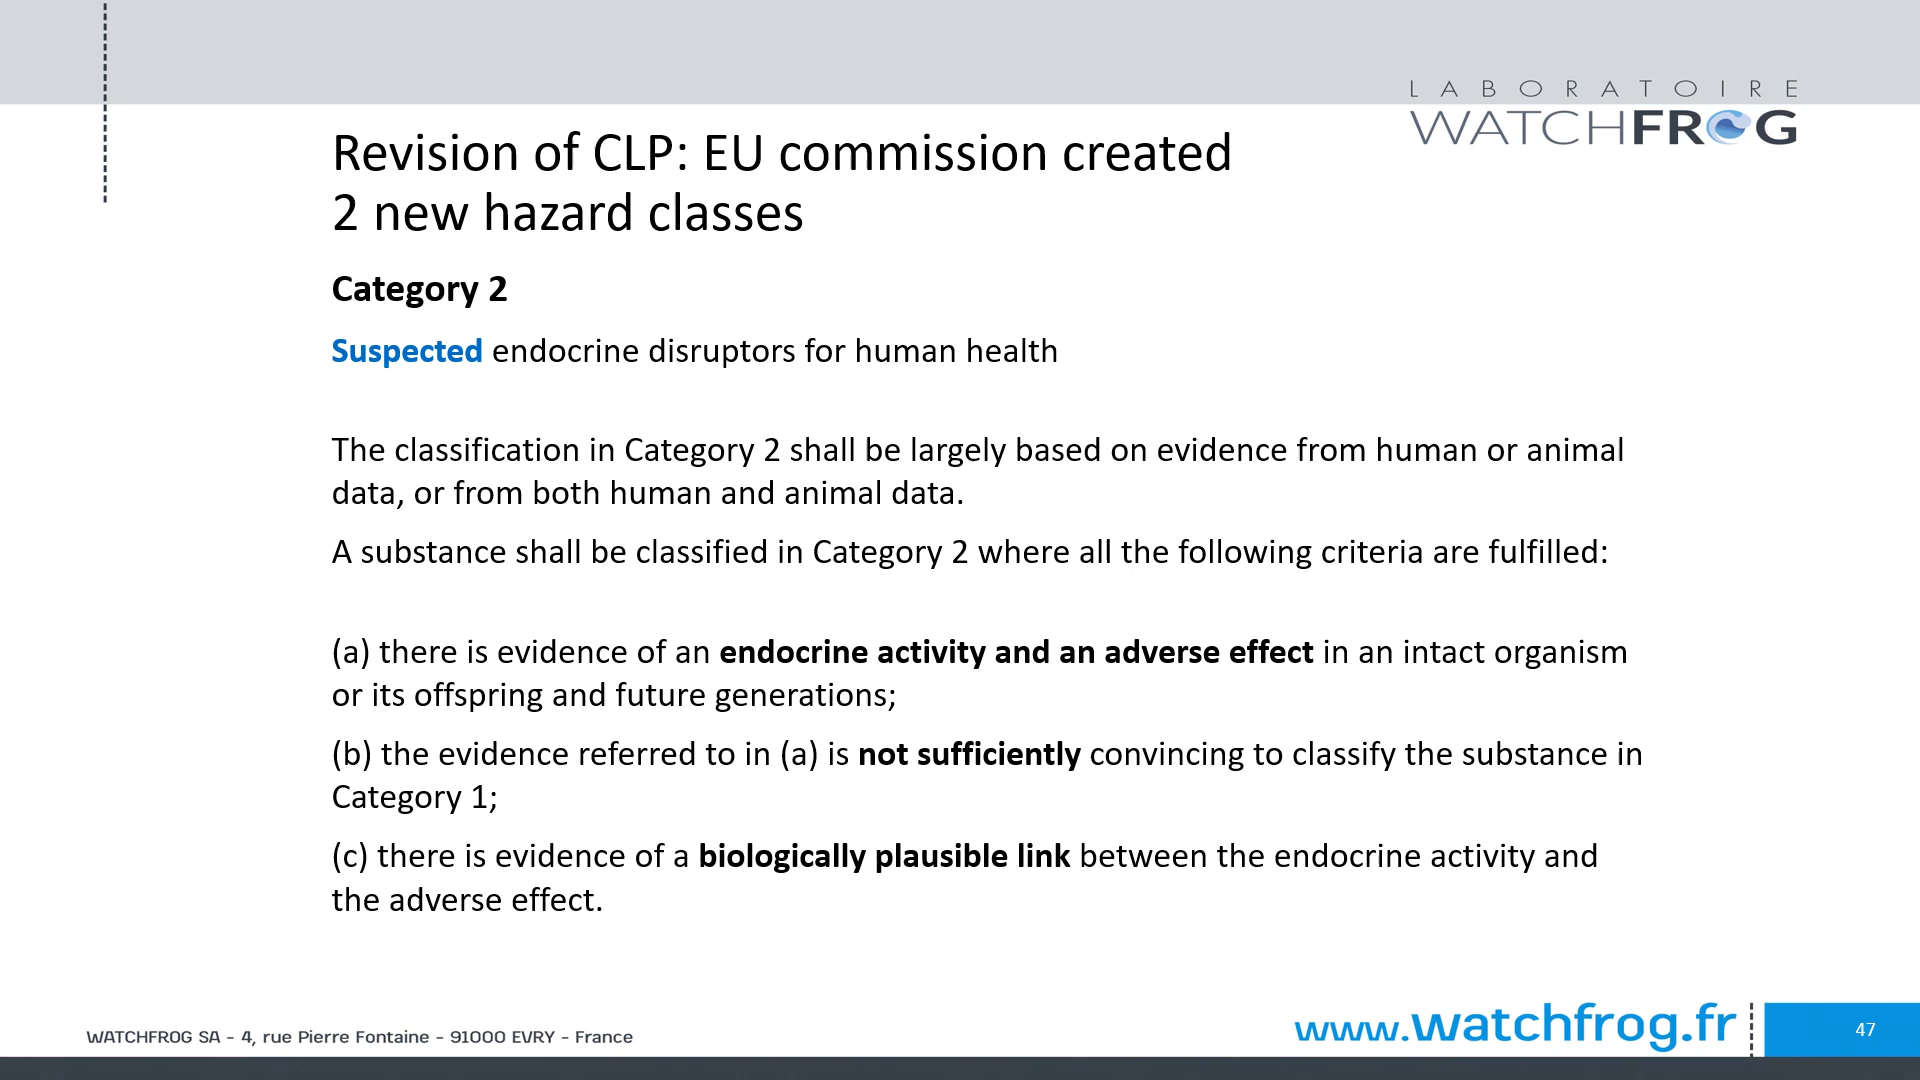 LABORATOIRE
WATCHFROG
Revision of CLP: EU commission created
2 new hazard classes
Category 2
Suspected endocrine disruptors for human health
The classification in Category 2 shall be largely based on evidence from human or animal
data, or from both human and animal data.
A substance shall be classified in Category 2 where all the following criteria are fulfilled:
(a) there is evidence of an endocrine activity and an adverse effect in an intact organism
or its offspring and future generations;
(b) the evidence referred to in (a) is not sufficiently convincing to classify the substance in
Category 1;
(c) there is evidence of a biologically plausible link between the endocrine activity and
the adverse effect.
WATCHFROG SA - 4, rue Pierre Fontaine - 91000 EVRY - France
www.watchfrog.fr
47